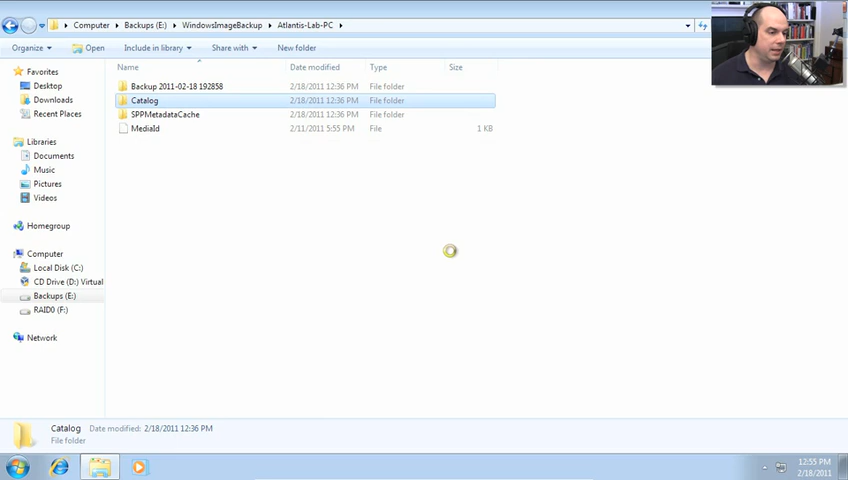 Computer ▸ Backups (E:) ▸ WindowsImageBackup ▸ Atlantis-Lab-PC ▸
Organize ▾ Open Include in library ▾ Share with ▾ New folder
Favorites
Desktop
Downloads
Recent Places
Libraries
Documents
Music
Pictures
Videos
Homegroup
Computer
Local Disk (C:)
CD Drive (D:) Virtual
Backups (E:)
RAID0 (F:)
Network
Name Date modified Type Size
Backup 2011-02-18 192858 2/18/2011 12:36 PM File folder
Catalog 2/18/2011 12:36 PM File folder
SPPMetadataCache 2/18/2011 12:36 PM File folder
MediaId 2/11/2011 5:55 PM File 1 KB
Catalog Date modified: 2/18/2011 12:36 PM
File folder
12:55 PM
2/18/2011